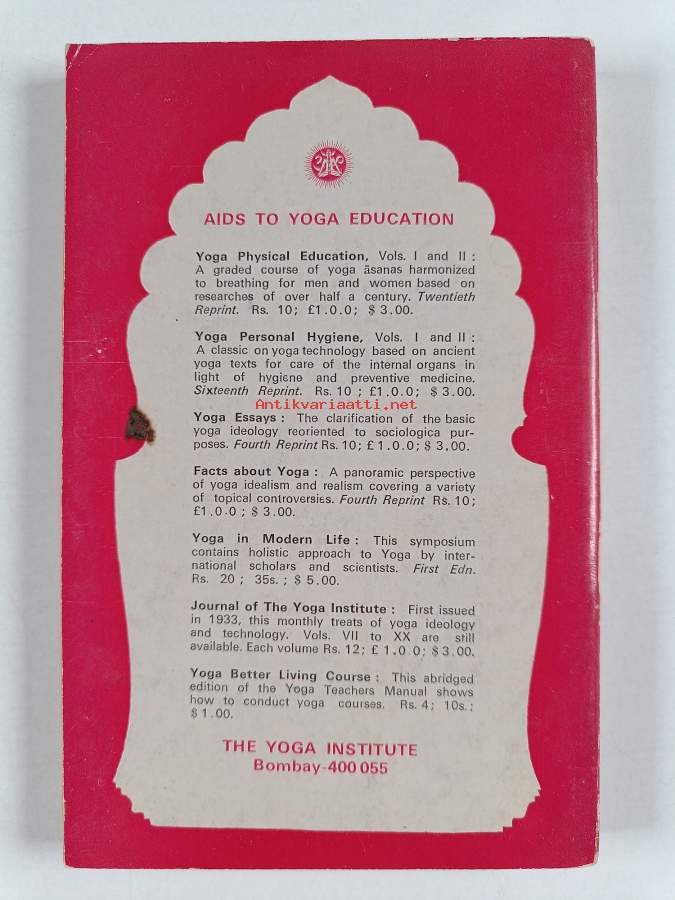 AIDS TO YOGA EDUCATION
Yoga Physical Education, Vols. I and II :
A graded course of yoga āsanas harmonized
to breathing for men and women based on
researches of over half a century. Twentieth
Reprint. Rs. 10; £1.0.0; $ 3.00.
Yoga Personal Hygiene, Vols. I and II :
A classic on yoga technology based on ancient
yoga texts for care of the internal organs in
light of hygiene and preventive medicine.
Sixteenth Reprint. Rs. 10 ; £1.0.0; $ 3.00.
Antikvariaatti.net
Yoga Essays : The clarification of the basic
yoga ideology reoriented to sociologica pur-
poses. Fourth Reprint Rs. 10; £ 1.0.0; $ 3.00.
Facts about Yoga : A panoramic perspective
of yoga idealism and realism covering a variety
of topical controversies. Fourth Reprint Rs. 10;
£1.0.0 ; $ 3.00.
Yoga in Modern Life : This symposium
contains holistic approach to Yoga by inter-
national scholars and scientists. First Edn.
Rs. 20 ; 35s. ; $ 5.00.
Journal of The Yoga Institute : First issued
in 1933, this monthly treats of yoga ideology
and technology. Vols. VII to XX are still
available. Each volume Rs. 12; £ 1.0.0; $ 3.00.
Yoga Better Living Course : This abridged
edition of the Yoga Teachers Manual shows
how to conduct yoga courses. Rs. 4; 10s.;
$ 1.00.
THE YOGA INSTITUTE
Bombay-400 055